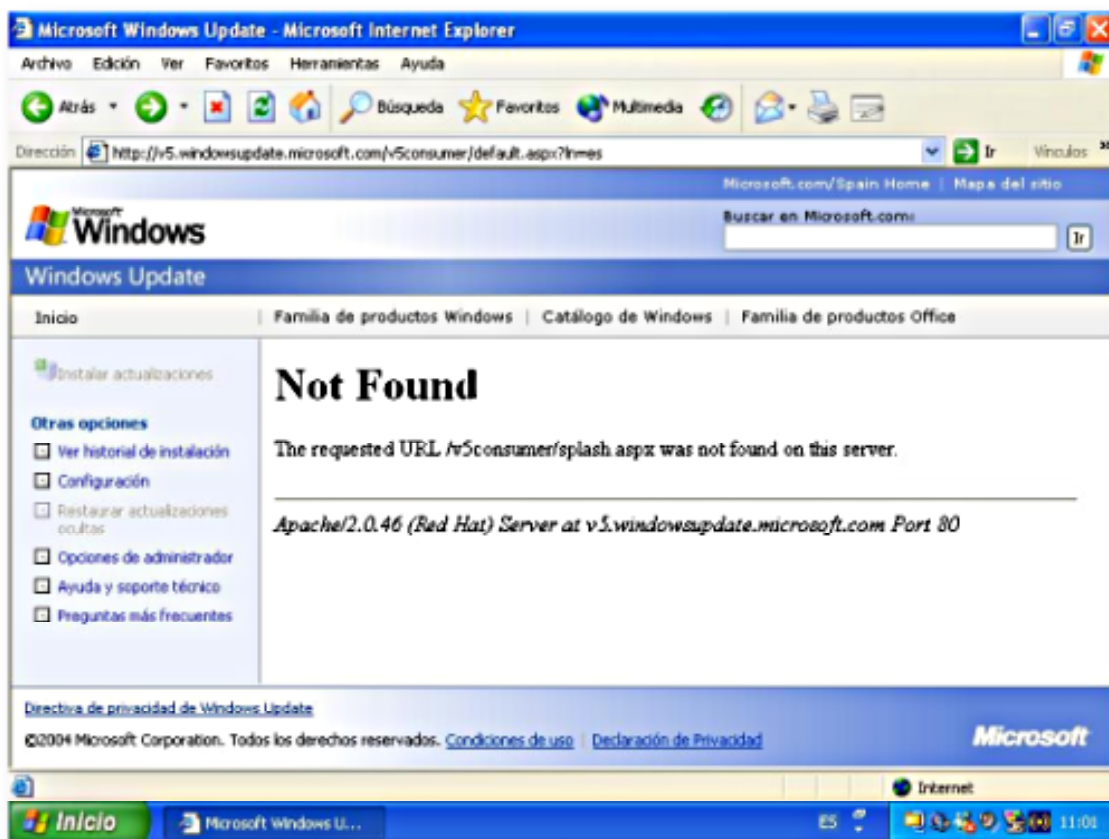 Microsoft Windows Update - Microsoft Internet Explorer
Archivo Edición Ver Favoritos Herramientas Ayuda
Atrás Búsqueda Favoritos Multimedia
Dirección http://v5.windowsupdate.microsoft.com/v5consumer/default.aspx?ln=es Ir Vínculos »
Microsoft.com/Spain Home | Mapa del sitio
Microsoft Windows
Buscar en Microsoft.com:
Ir
Windows Update
Inicio | Familia de productos Windows | Catálogo de Windows | Familia de productos Office
Instalar actualizaciones
Otras opciones
Ver historial de instalación
Configuración
Restaurar actualizaciones
ocultas
Opciones de administrador
Ayuda y soporte técnico
Preguntas más frecuentes
Not Found
The requested URL /v5consumer/splash.aspx was not found on this server.
Apache/2.0.46 (Red Hat) Server at v5.windowsupdate.microsoft.com Port 80
Directiva de privacidad de Windows Update
©2004 Microsoft Corporation. Todos los derechos reservados. Condiciones de uso | Declaración de Privacidad
Microsoft
Internet
Inicio Microsoft Windows U... ES 11:01